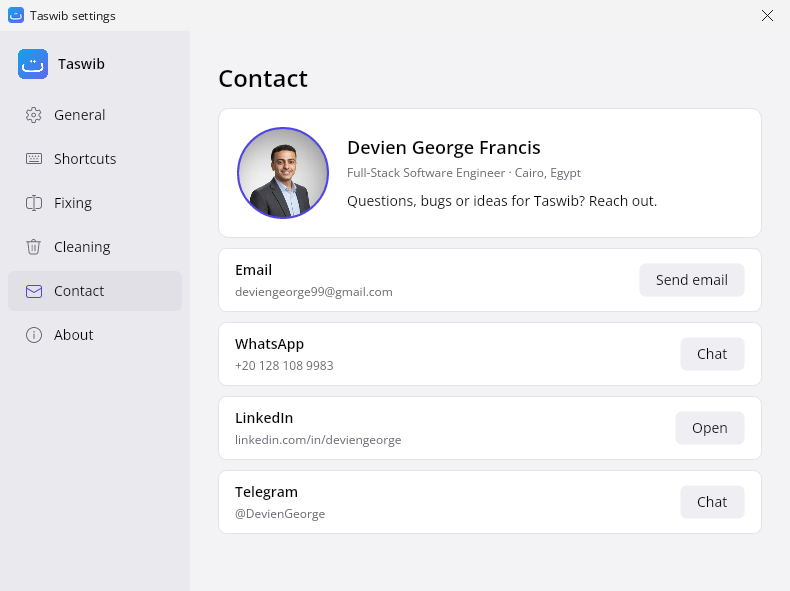 Taswib settings
Taswib
General
Shortcuts
Fixing
Cleaning
Contact
About
Contact
Devien George Francis
Full-Stack Software Engineer · Cairo, Egypt
Questions, bugs or ideas for Taswib? Reach out.
Email
deviengeorge99@gmail.com
Send email
WhatsApp
+20 128 108 9983
Chat
LinkedIn
linkedin.com/in/deviengeorge
Open
Telegram
@DevienGeorge
Chat